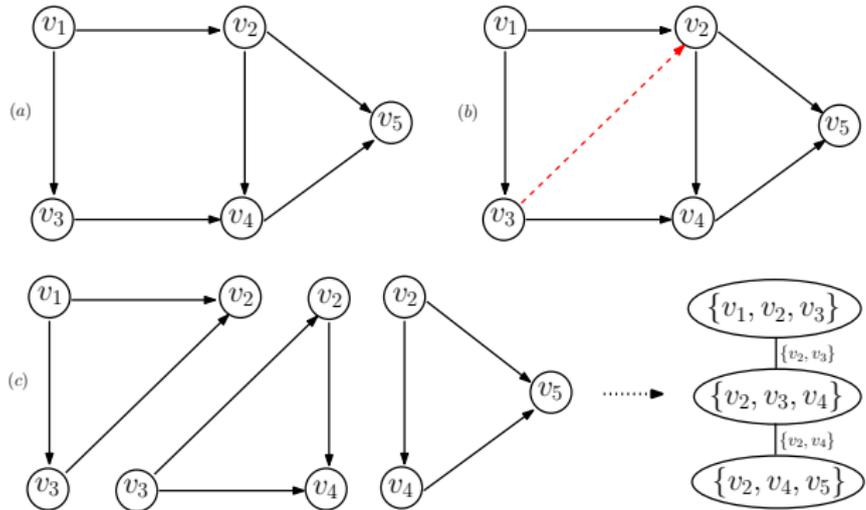 v₁ v₂ v₁ v₂
(a) v₅ (b) v₅
v₃ v₄ v₃ v₄
v₁ v₂ v₂ v₂ {v₁, v₂, v₃}
{v₂, v₃}
(c) v₅ {v₂, v₃, v₄}
{v₂, v₄}
v₃ v₃ v₄ v₄ {v₂, v₄, v₅}